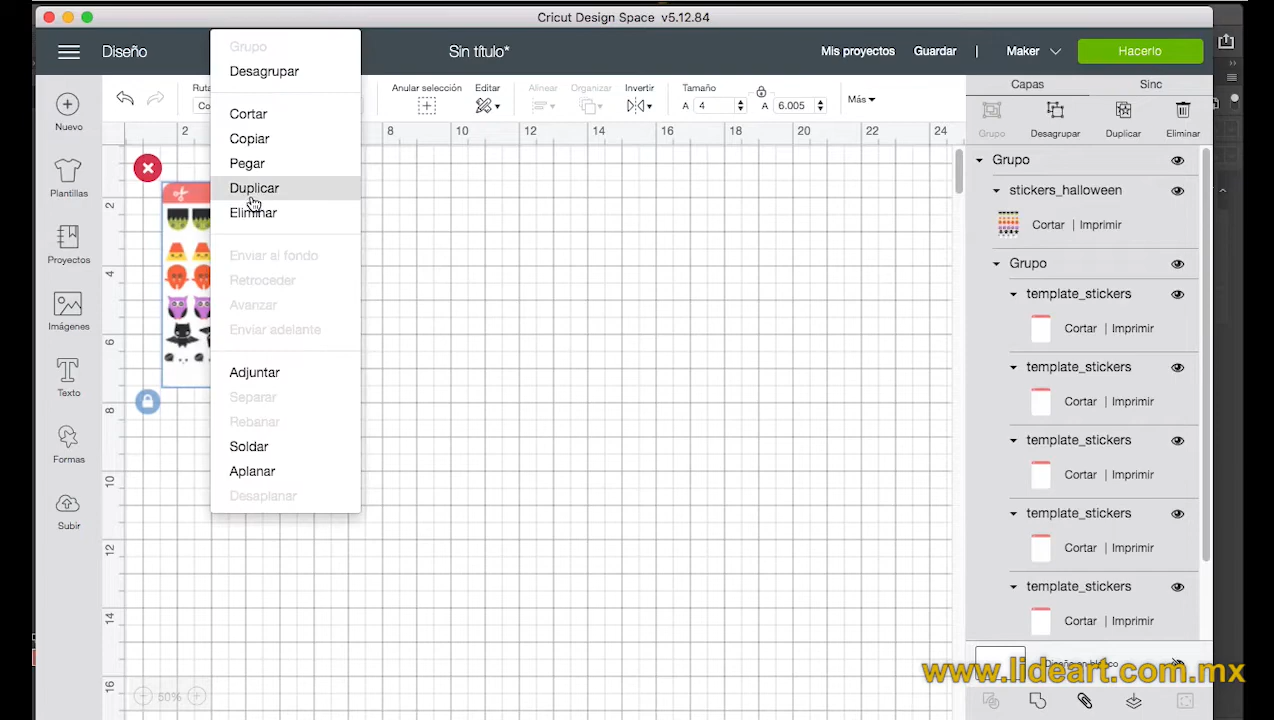 Cricut Design Space v5.12.84
Diseño
Sin título*
Mis proyectos
Guardar
|
Maker
Hacerlo
Nuevo
Plantillas
Proyectos
Imágenes
Texto
Formas
Subir
Grupo
Desagrupar
Cortar
Copiar
Pegar
Duplicar
Eliminar
Enviar al fondo
Retroceder
Avanzar
Enviar adelante
Adjuntar
Separar
Rebanar
Soldar
Aplanar
Desaplanar
Anular selección
Editar
Alinear
Organizar
Invertir
Tamaño
A 4
A 6.005
Más
2 8 10 12 14 16 18 20 22 24
2
4
6
8
10
12
14
16
50%
Capas
Sinc
Grupo
Desagrupar
Duplicar
Eliminar
Grupo
stickers_halloween
Cortar | Imprimir
Grupo
template_stickers
Cortar | Imprimir
template_stickers
Cortar | Imprimir
template_stickers
Cortar | Imprimir
template_stickers
Cortar | Imprimir
template_stickers
Cortar | Imprimir
www.lideart.com.mx